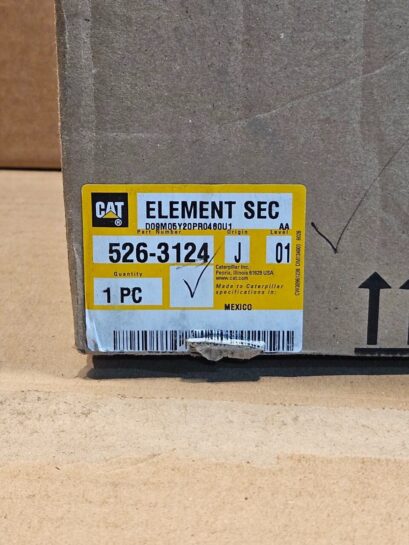 CAT ®
ELEMENT SEC
D09M05Y20PR0460U1 AA
Part Number Origin Level
526-3124 J 01
Quantity
1 PC
Caterpillar Inc.
Peoria, Illinois 61629 USA
www.cat.com
Made to Caterpillar
specifications in:
MEXICO